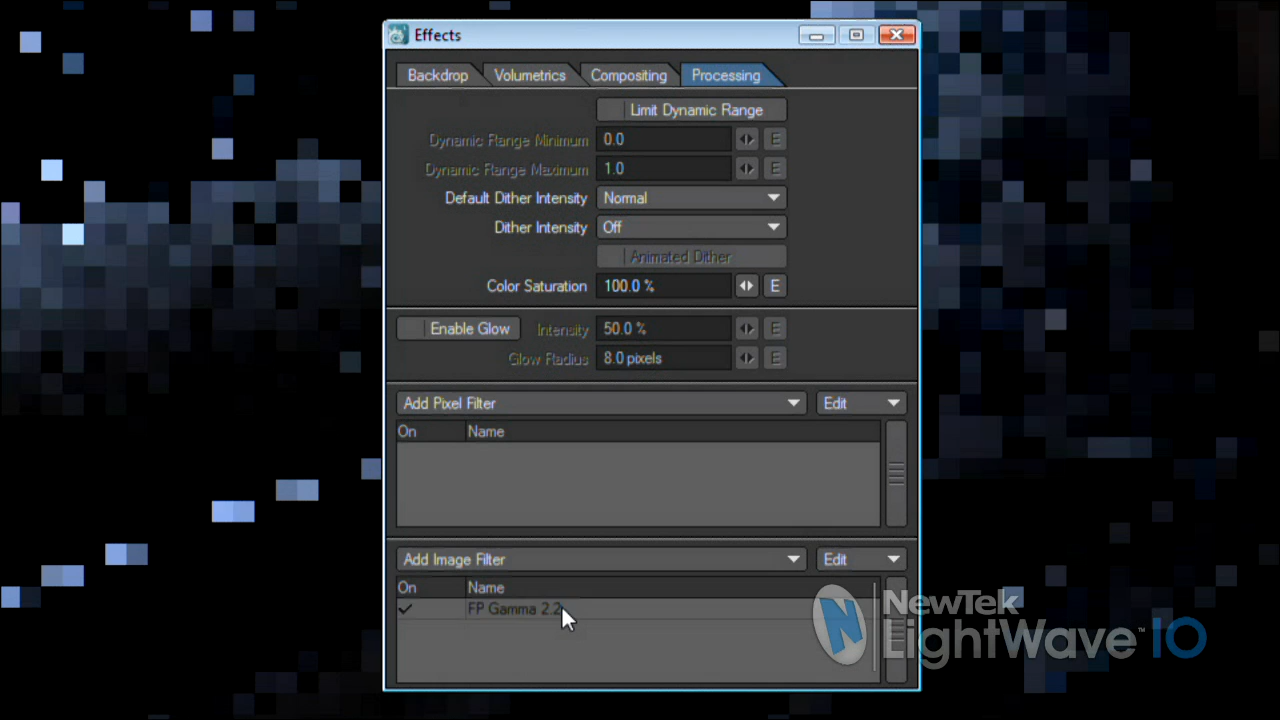 Effects
Backdrop Volumetrics Compositing Processing
Limit Dynamic Range
Dynamic Range Minimum 0.0 E
Dynamic Range Maximum 1.0 E
Default Dither Intensity Normal
Dither Intensity Off
Animated Dither
Color Saturation 100.0 % E
Enable Glow Intensity 50.0 % E
Glow Radius 8.0 pixels E
Add Pixel Filter Edit
On Name
Add Image Filter Edit
On Name
FP Gamma 2.2
N NewTek
LightWave™ 10